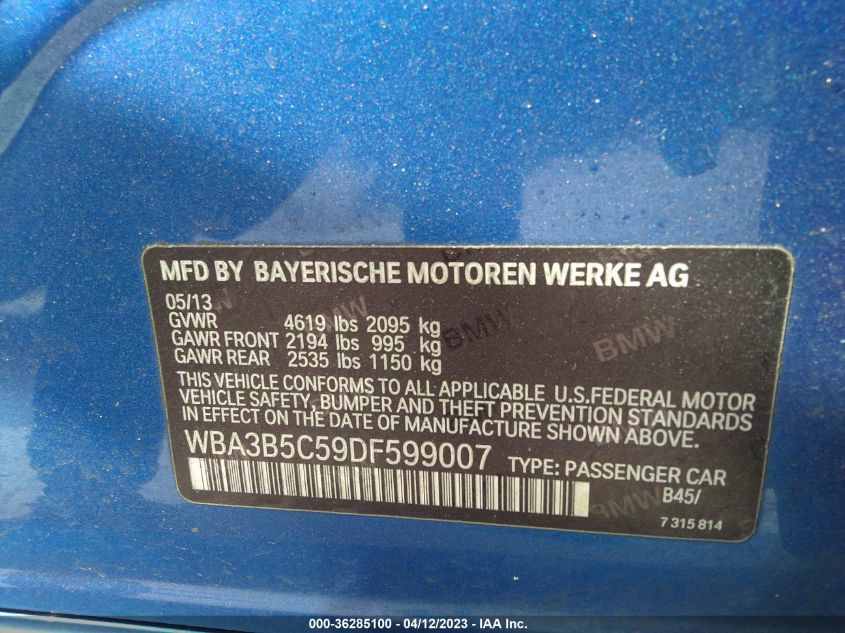 MFD BY BAYERISCHE MOTOREN WERKE AG
05/13
GVWR 4619 lbs 2095 kg
GAWR FRONT 2194 lbs 995 kg
GAWR REAR 2535 lbs 1150 kg
THIS VEHICLE CONFORMS TO ALL APPLICABLE U.S.FEDERAL MOTOR
VEHICLE SAFETY, BUMPER AND THEFT PREVENTION STANDARDS
IN EFFECT ON THE DATE OF MANUFACTURE SHOWN ABOVE.
WBA3B5C59DF599007 TYPE: PASSENGER CAR
B45/
7 315 814
BMW
BMW
BMW
000-36285100 - 04/12/2023 - IAA Inc.